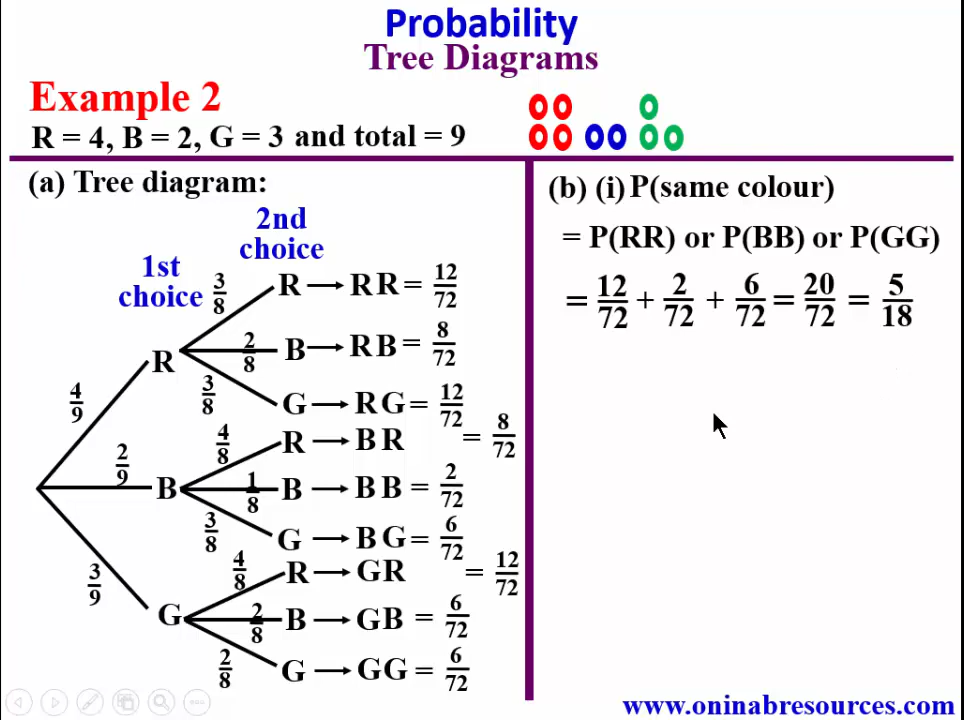 Probability
Tree Diagrams
Example 2
R = 4, B = 2, G = 3 and total = 9
(a) Tree diagram:
2nd
choice
1st
choice
3/8 R → RR = 12/72
R 2/8 B → RB = 8/72
3/8 G → RG = 12/72
4/9
4/8 R → BR = 8/72
2/9 B 1/8 B → BB = 2/72
3/8 G → BG = 6/72
3/9
4/8 R → GR = 12/72
G 2/8 B → GB = 6/72
2/8 G → GG = 6/72
(b) (i) P(same colour)
= P(RR) or P(BB) or P(GG)
= 12/72 + 2/72 + 6/72 = 20/72 = 5/18
www.oninabresources.com